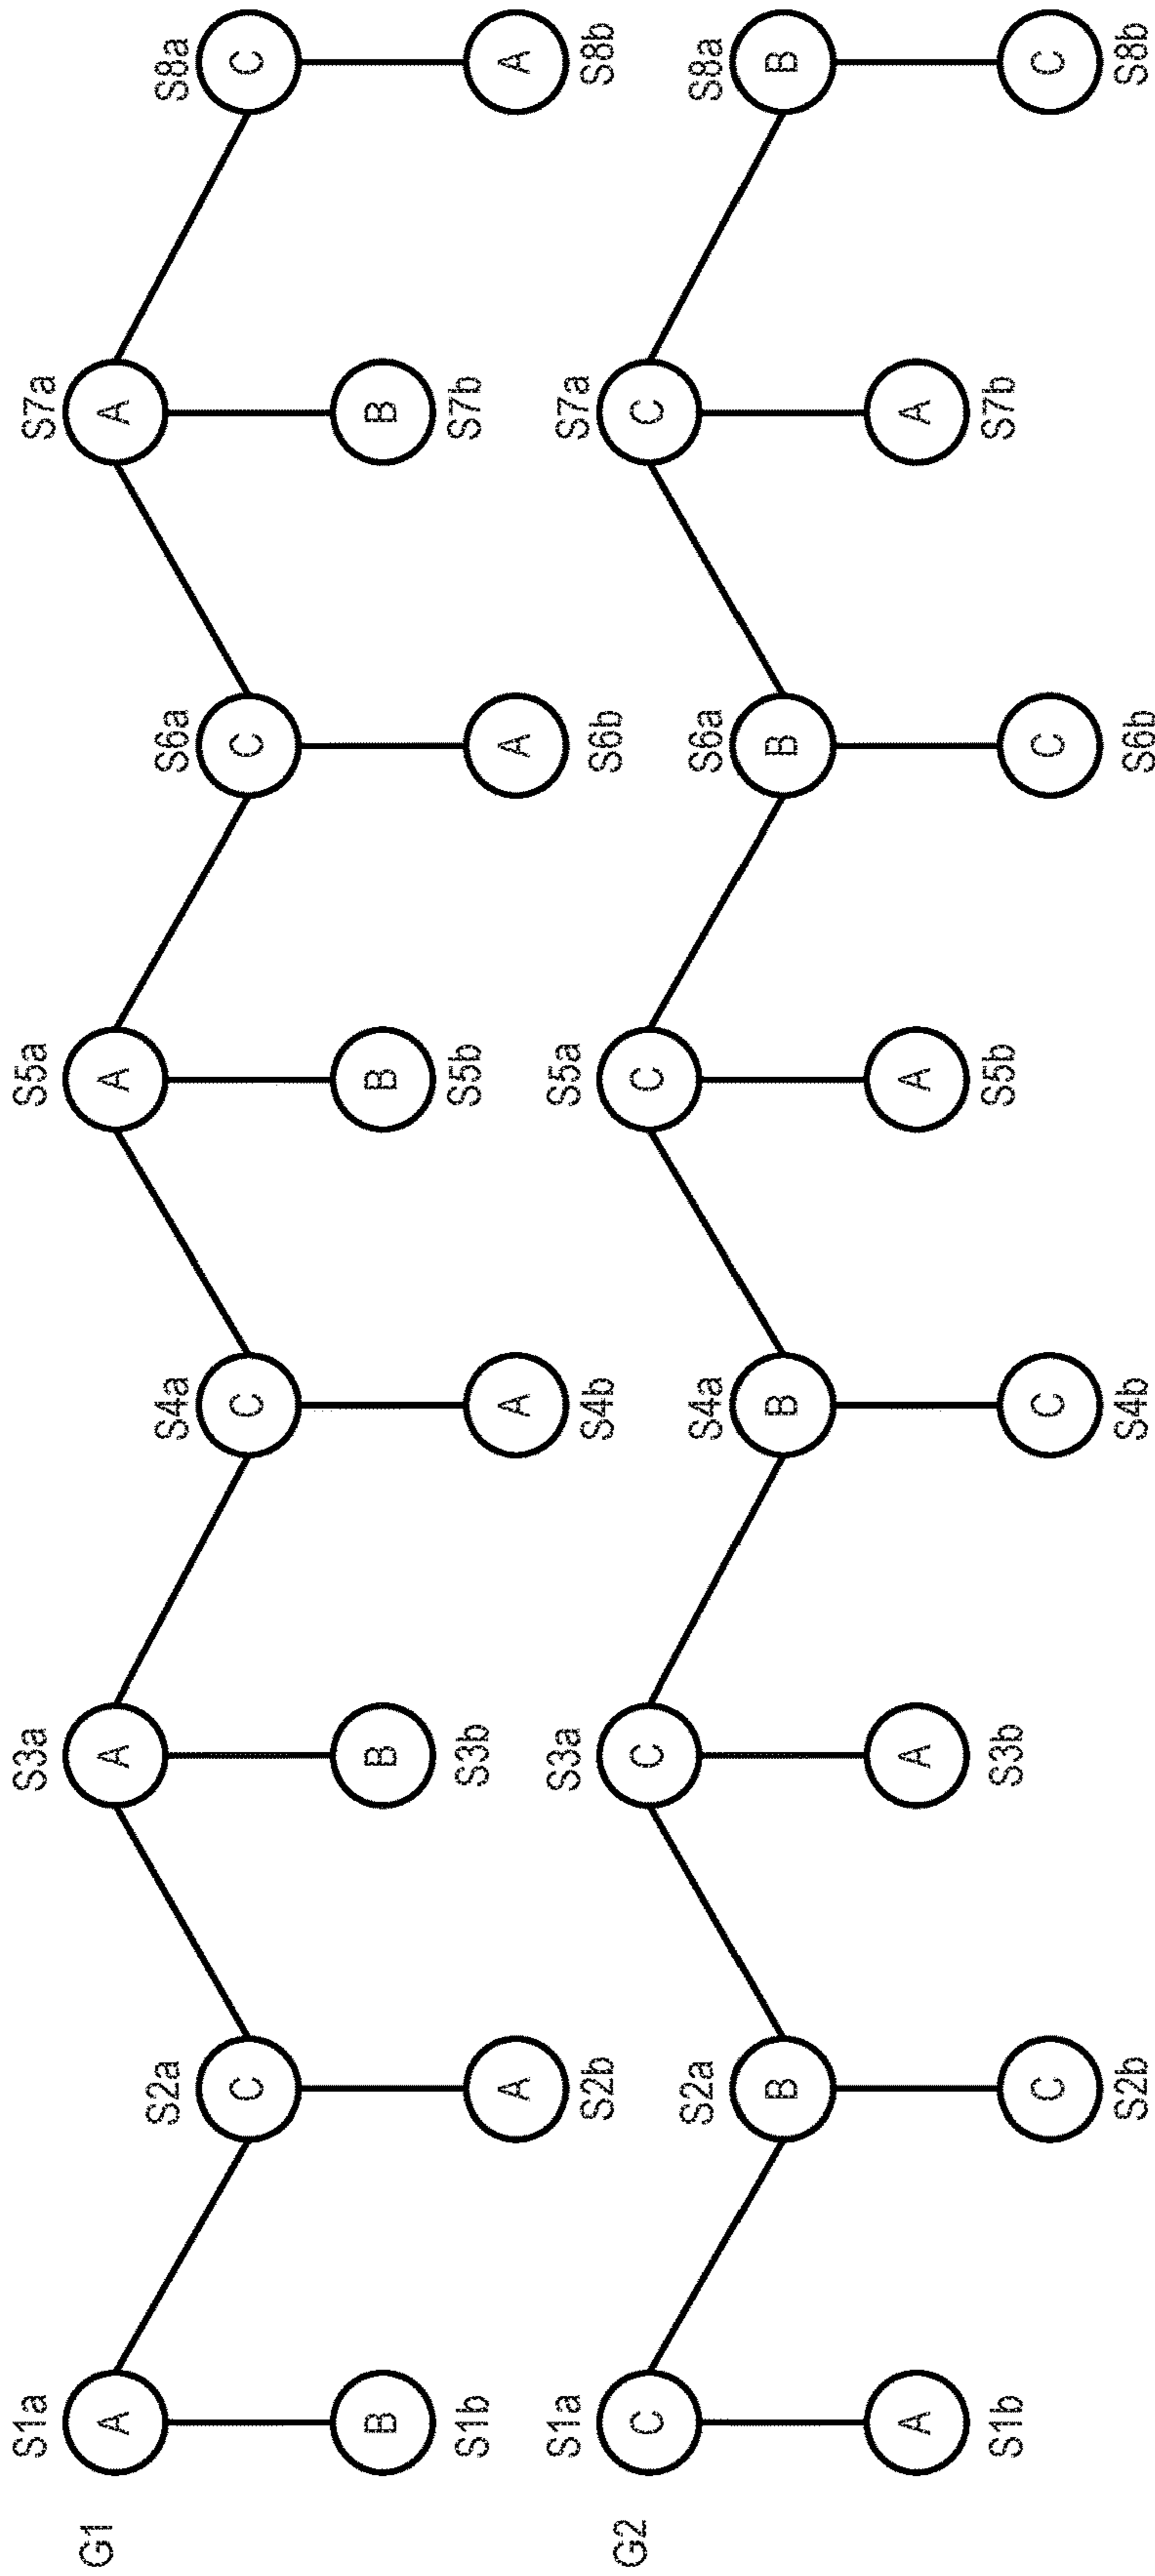 S1a S3a S5a S7a
G1 A A A A
S2a S4a S6a S8a
C C C C
B B B B
S1b S3b S5b S7b
A A A A
S2b S4b S6b S8b
S1a S3a S5a S7a
G2 C C C C
S2a S4a S6a S8a
B B B B
A A A A
S1b S3b S5b S7b
C C C C
S2b S4b S6b S8b